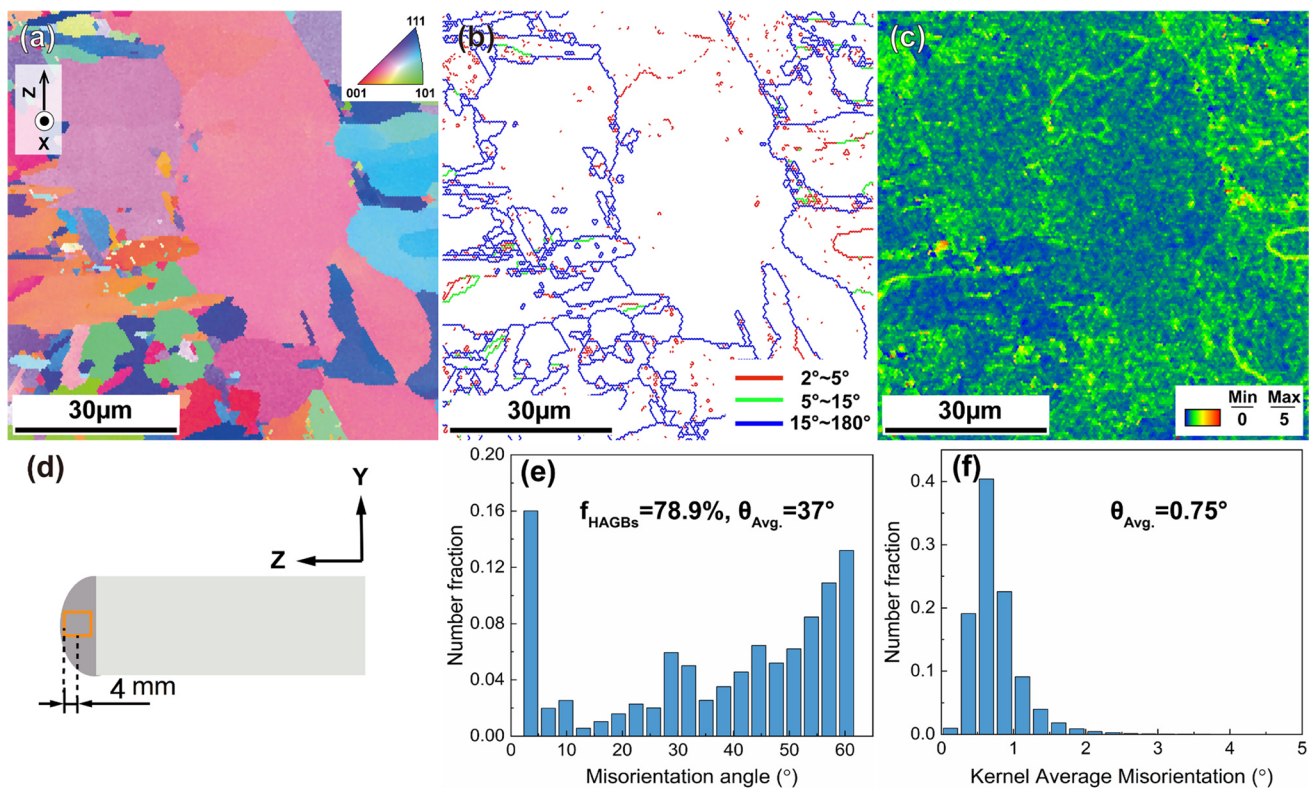 (a)
111
001
101
Z
X
30μm
(b)
2°~5°
5°~15°
15°~180°
30μm
(c)
Min
Max
0
5
30μm
(d)
Y
Z
4 mm
(e)
f_HAGBs=78.9%, θ_Avg.=37°
Number fraction
0.20
0.16
0.12
0.08
0.04
0.00
0 10 20 30 40 50 60
Misorientation angle (°)
(f)
θ_Avg.=0.75°
Number fraction
0.4
0.3
0.2
0.1
0.0
0 1 2 3 4 5
Kernel Average Misorientation (°)